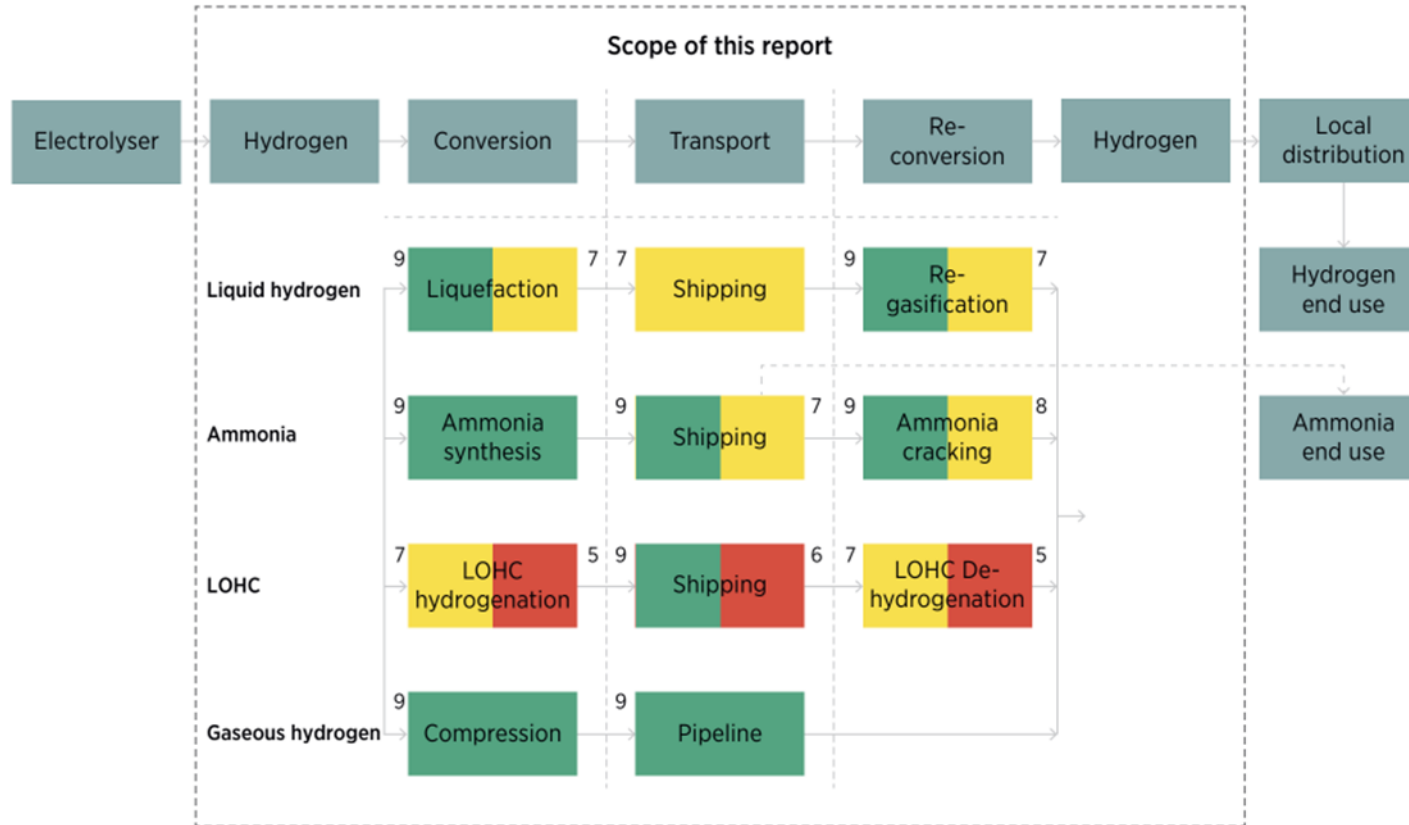 Scope of this report
Electrolyser
Hydrogen
Conversion
Transport
Re-
conversion
Hydrogen
Local
distribution
Liquid hydrogen
9
Liquefaction
7
7
Shipping
9
Re-
gasification
7
Hydrogen
end use
Ammonia
9
Ammonia
synthesis
9
Shipping
7
9
Ammonia
cracking
8
Ammonia
end use
LOHC
7
LOHC
hydrogenation
5
9
Shipping
6
7
LOHC De-
hydrogenation
5
Gaseous hydrogen
9
Compression
9
Pipeline